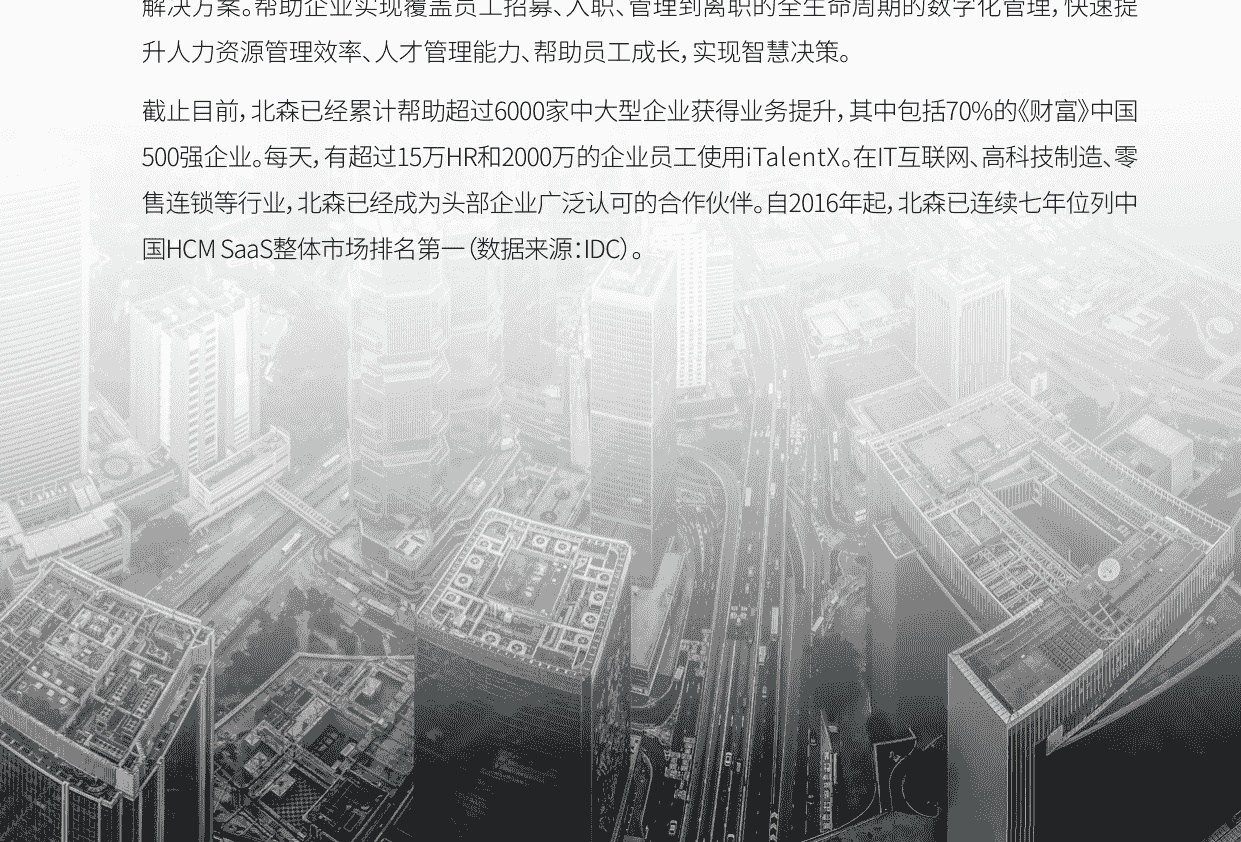 解决方案。帮助企业实现覆盖员工招募、入职、管理到离职的全生命周期的数字化管理，快速提
升人力资源管理效率、人才管理能力、帮助员工成长，实现智慧决策。
截止目前，北森已经累计帮助超过6000家中大型企业获得业务提升，其中包括70%的《财富》中国
500强企业。每天，有超过15万HR和2000万的企业员工使用iTalentX。在IT互联网、高科技制造、零
售连锁等行业，北森已经成为头部企业广泛认可的合作伙伴。自2016年起，北森已连续七年位列中
国HCM SaaS整体市场排名第一（数据来源：IDC）。